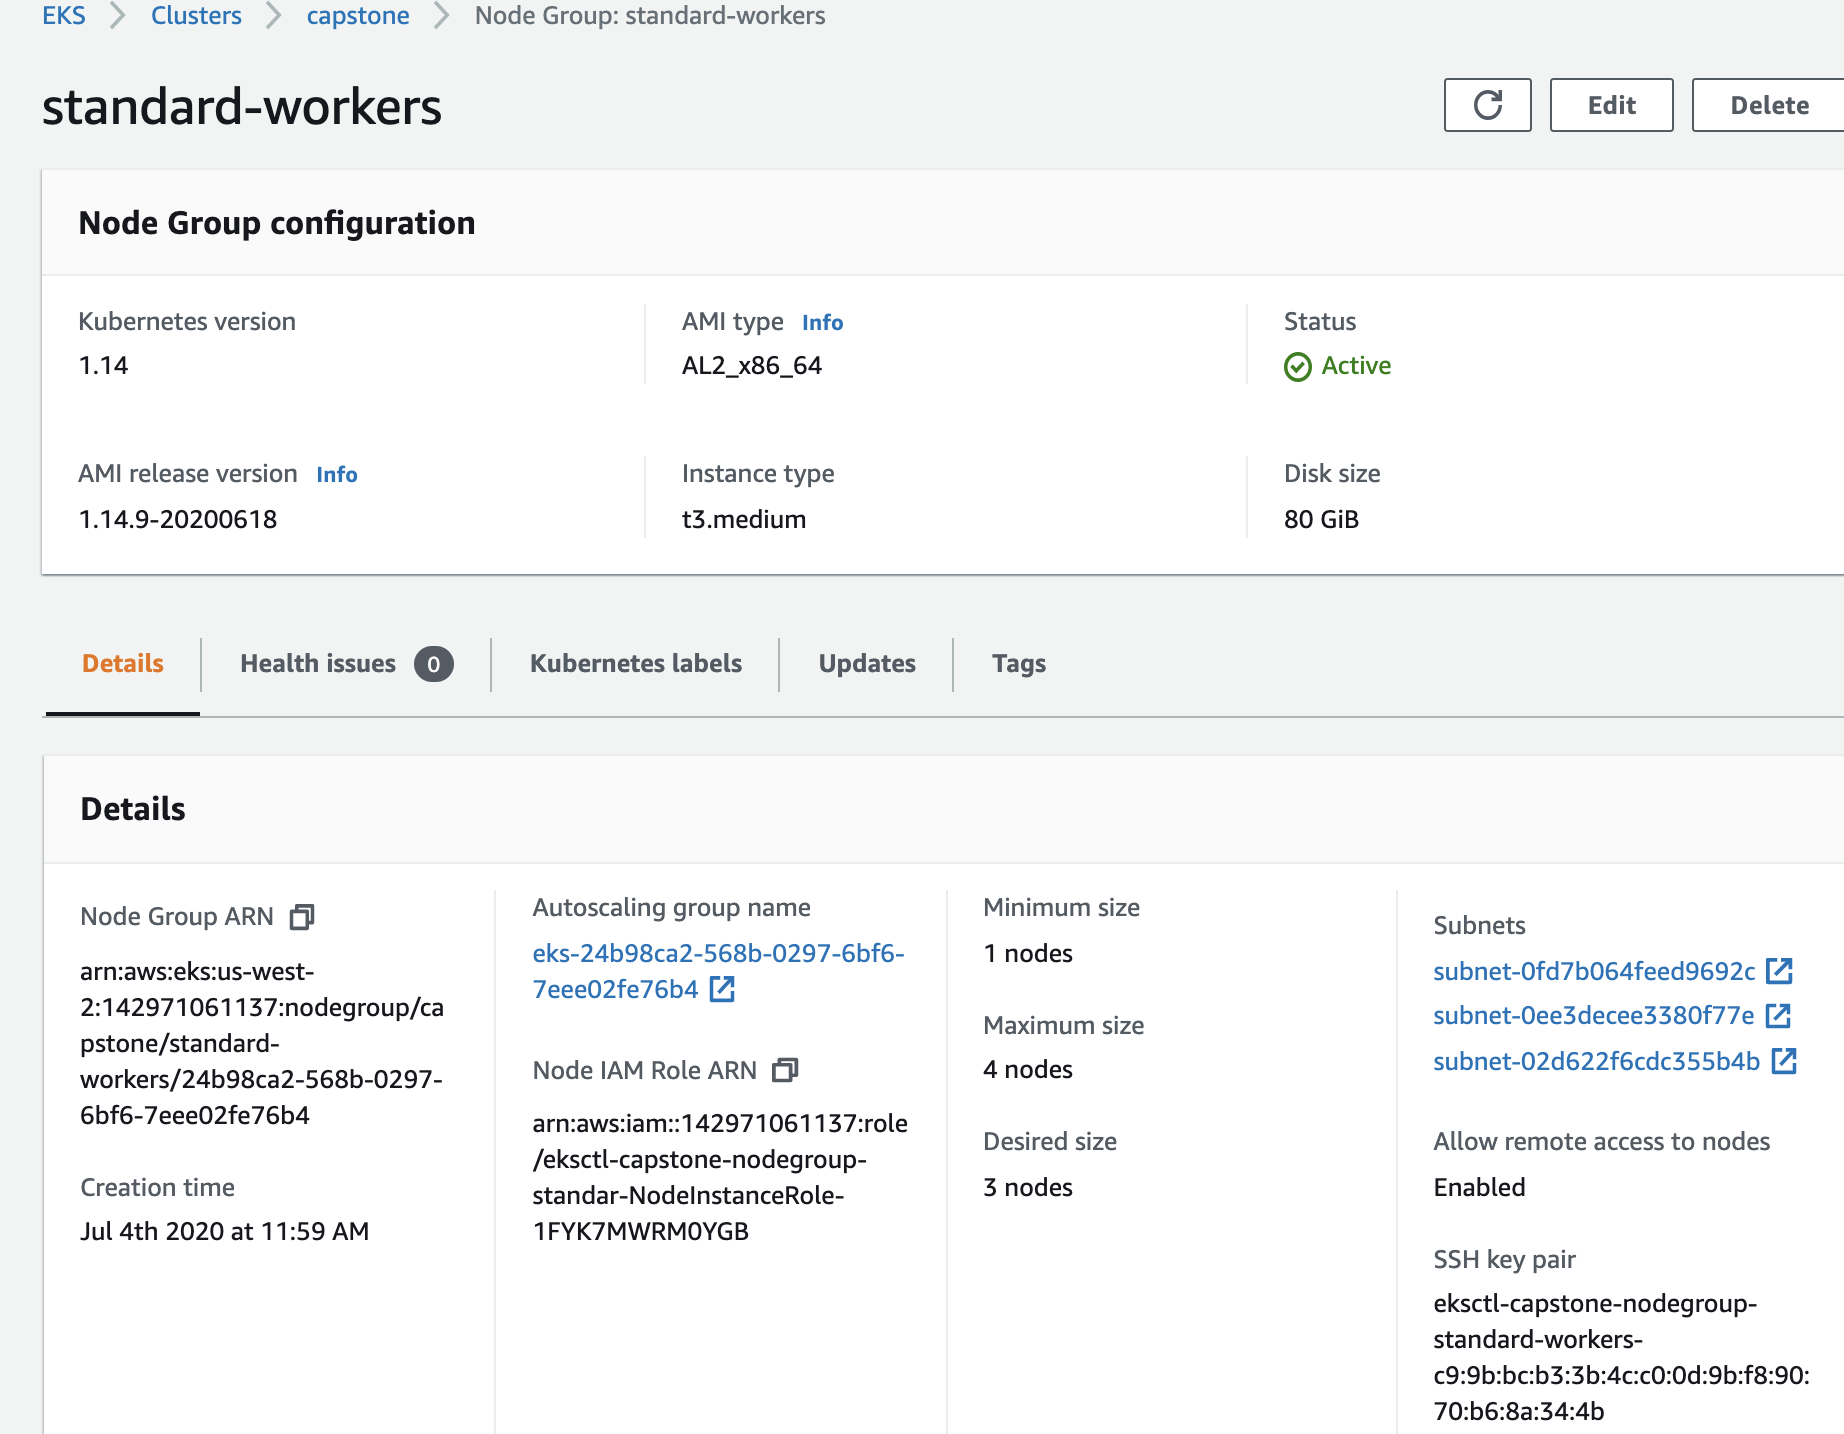 EKS > Clusters > capstone > Node Group: standard-workers
standard-workers
Edit
Delete
Node Group configuration
Kubernetes version
1.14
AMI type Info
AL2_x86_64
Status
Active
AMI release version Info
1.14.9-20200618
Instance type
t3.medium
Disk size
80 GiB
Details
Health issues 0
Kubernetes labels
Updates
Tags
Details
Node Group ARN
arn:aws:eks:us-west-
2:142971061137:nodegroup/ca
pstone/standard-
workers/24b98ca2-568b-0297-
6bf6-7eee02fe76b4
Creation time
Jul 4th 2020 at 11:59 AM
Autoscaling group name
eks-24b98ca2-568b-0297-6bf6-
7eee02fe76b4
Node IAM Role ARN
arn:aws:iam::142971061137:role
/eksctl-capstone-nodegroup-
standar-NodeInstanceRole-
1FYK7MWRM0YGB
Minimum size
1 nodes
Maximum size
4 nodes
Desired size
3 nodes
Subnets
subnet-0fd7b064feed9692c
subnet-0ee3decee3380f77e
subnet-02d622f6cdc355b4b
Allow remote access to nodes
Enabled
SSH key pair
eksctl-capstone-nodegroup-
standard-workers-
c9:9b:bc:b3:3b:4c:c0:0d:9b:f8:90:
70:b6:8a:34:4b